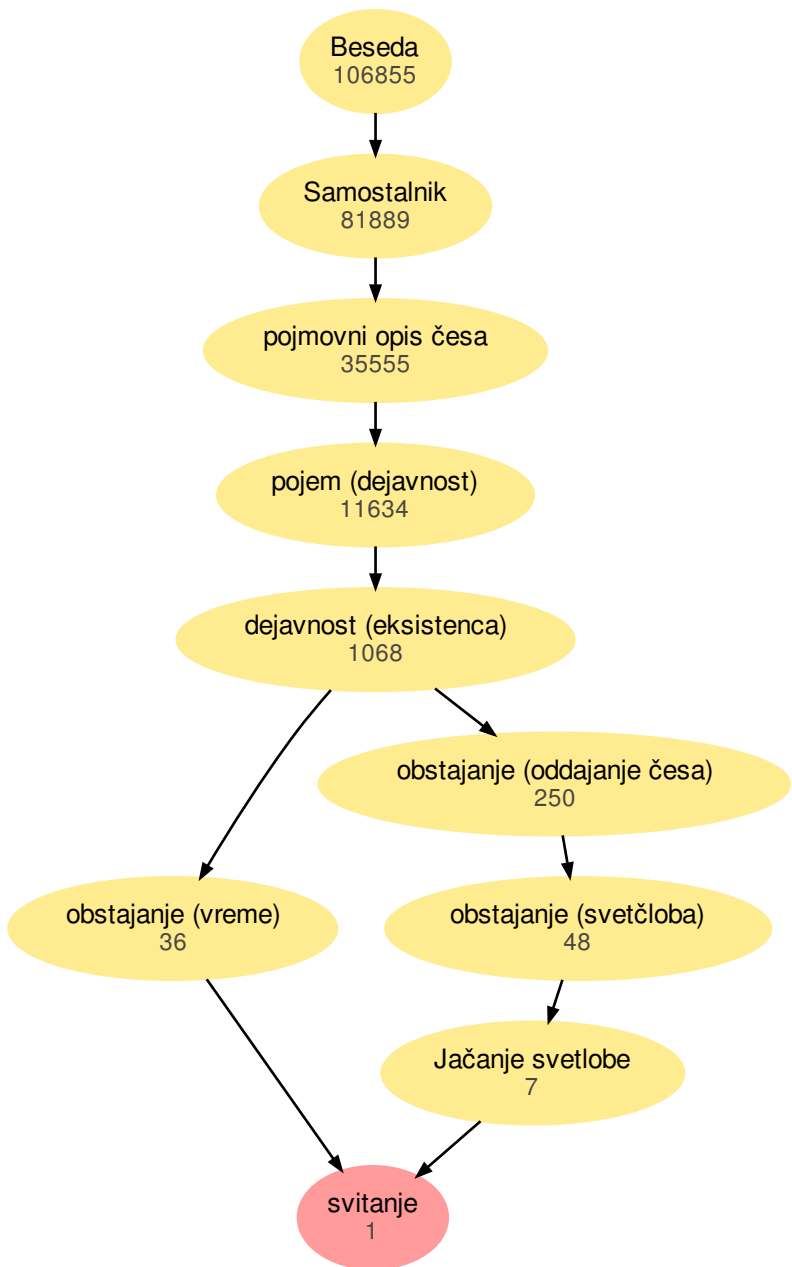 Beseda
106855
Samostalnik
81889
pojmovni opis česa
35555
pojem (dejavnost)
11634
dejavnost (eksistenca)
1068
obstajanje (oddajanje česa)
250
obstajanje (vreme)
36
obstajanje (svetčloba)
48
Jačanje svetlobe
7
svitanje
1